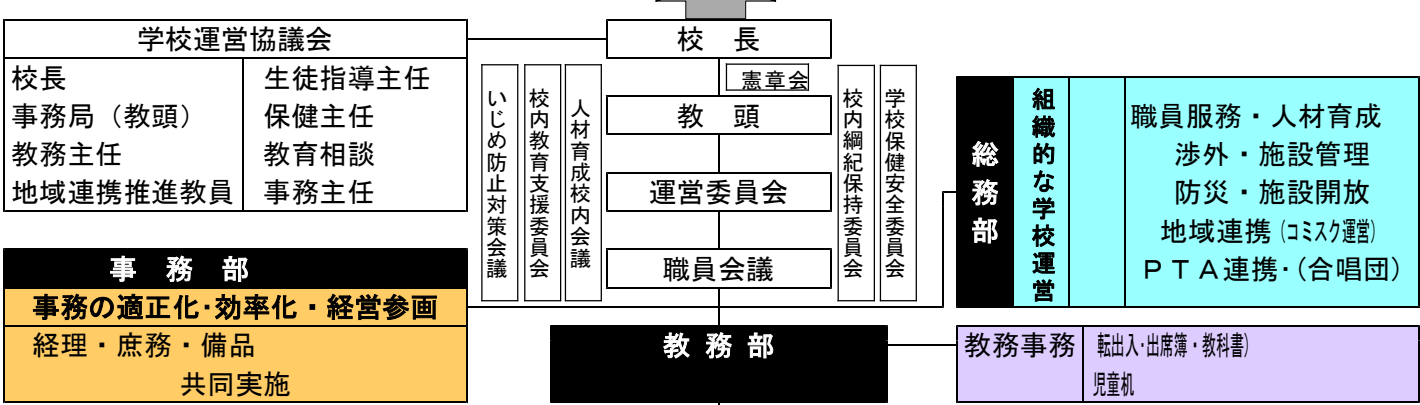 学校運営協議会
校長
事務局（教頭）
教務主任
地域連携推進教員
生徒指導主任
保健主任
教育相談
事務主任
校　長
憲章会
教　頭
運営委員会
職員会議
いじめ防止対策会議
校内教育支援委員会
人材育成校内会議
校内綱紀保持委員会
学校保健安全委員会
総務部
組織的な学校運営
職員服務・人材育成
渉外・施設管理
防災・施設開放
地域連携（コミスク運営）
ＰＴＡ連携・（合唱団）
事　務　部
事務の適正化・効率化・経営参画
経理・庶務・備品
共同実施
教 務 部
教務事務
転出入・出席簿・教科書）
児童机